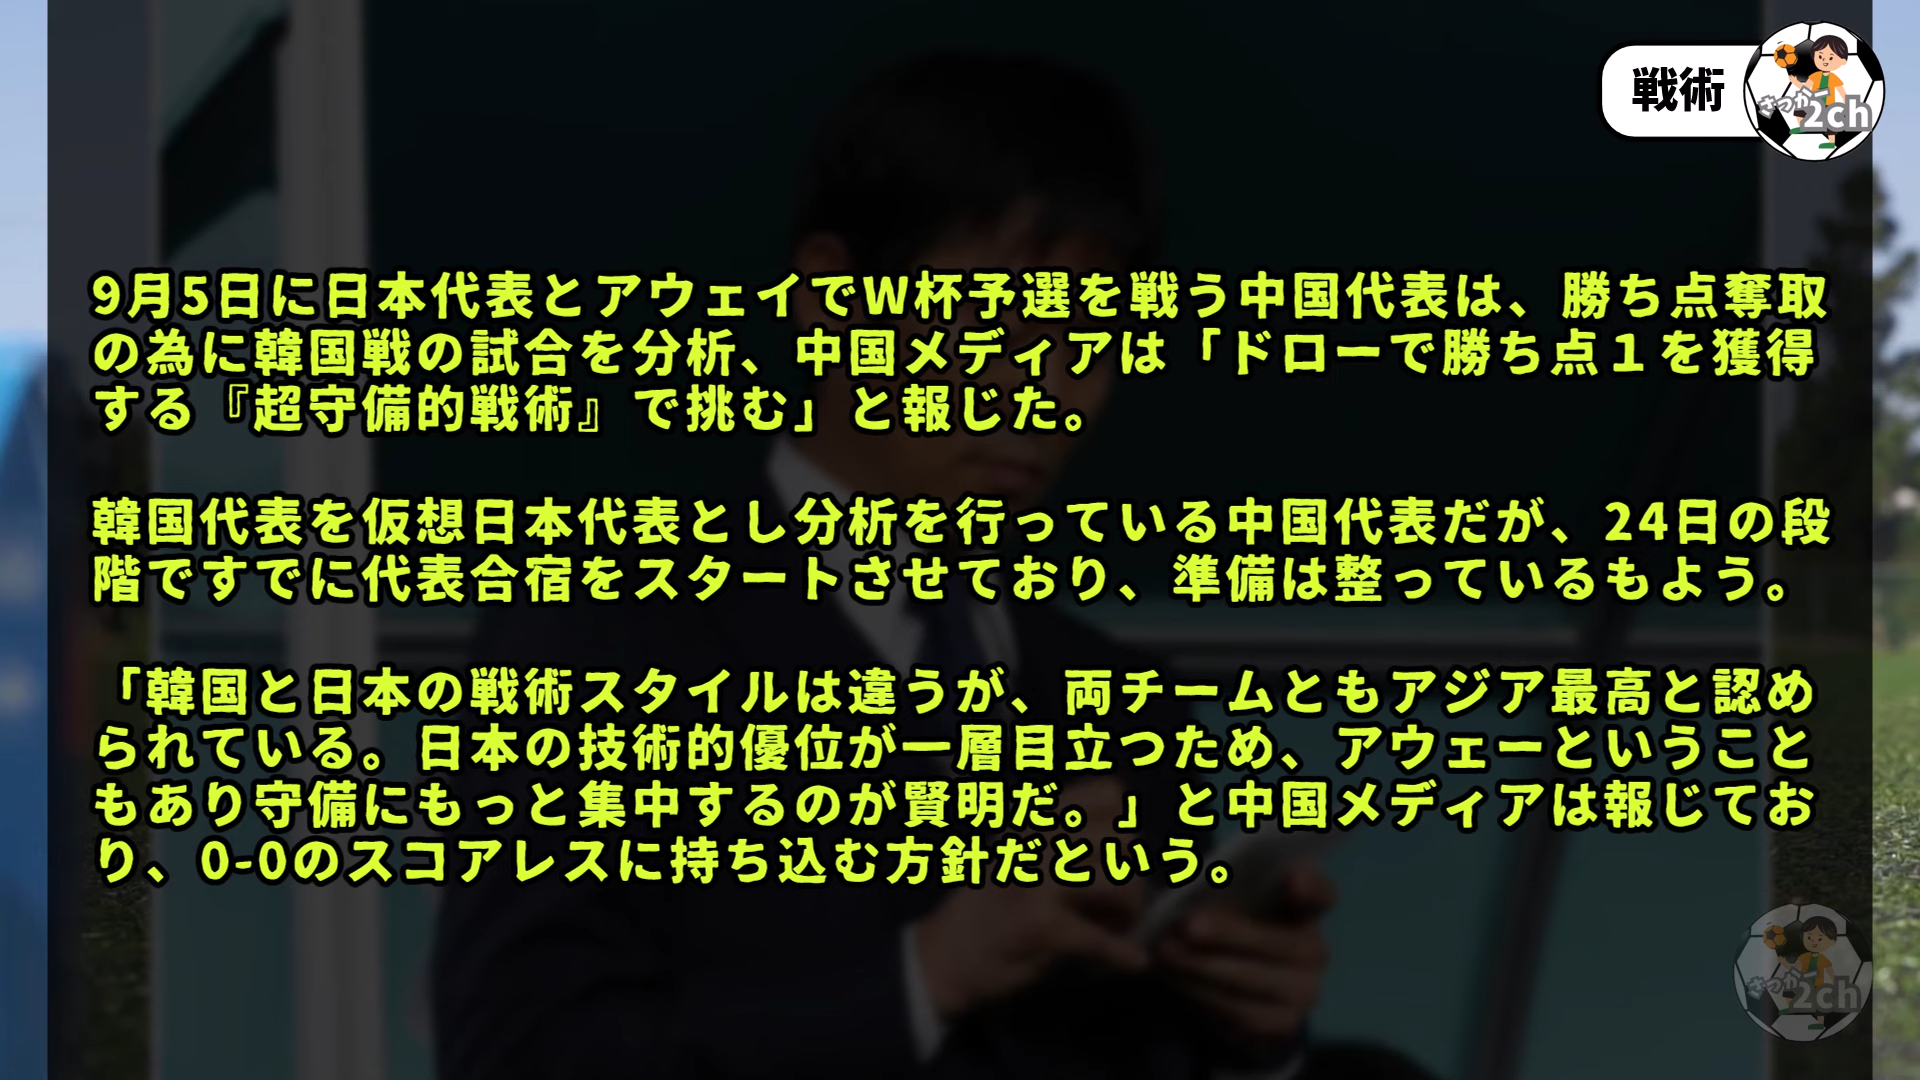 戦術
さっかー
2ch
9月5日に日本代表とアウェイでW杯予選を戦う中国代表は、勝ち点奪取
の為に韓国戦の試合を分析、中国メディアは「ドローで勝ち点１を獲得
する『超守備的戦術』で挑む」と報じた。
韓国代表を仮想日本代表とし分析を行っている中国代表だが、24日の段
階ですでに代表合宿をスタートさせており、準備は整っているもよう。
「韓国と日本の戦術スタイルは違うが、両チームともアジア最高と認め
られている。日本の技術的優位が一層目立つため、アウェーということ
もあり守備にもっと集中するのが賢明だ。」と中国メディアは報じてお
り、0-0のスコアレスに持ち込む方針だという。
さっかー
2ch